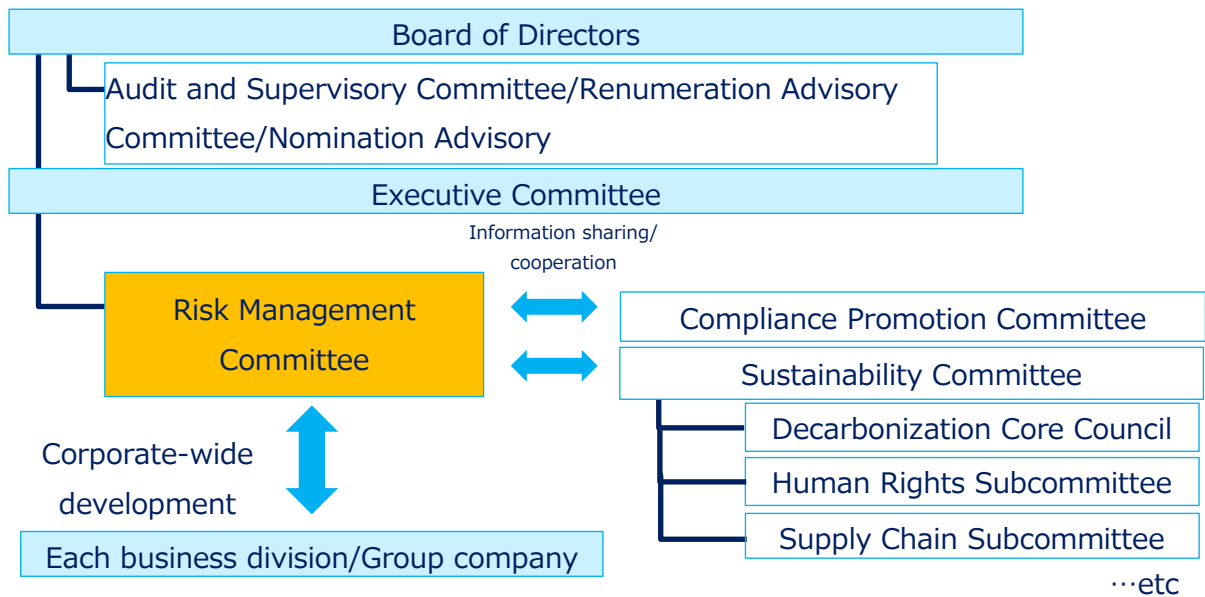 Board of Directors
Audit and Supervisory Committee/Renumeration Advisory
Committee/Nomination Advisory
Executive Committee
Information sharing/
cooperation
Risk Management
Committee
Compliance Promotion Committee
Sustainability Committee
Decarbonization Core Council
Human Rights Subcommittee
Supply Chain Subcommittee
…etc
Corporate-wide
development
Each business division/Group company